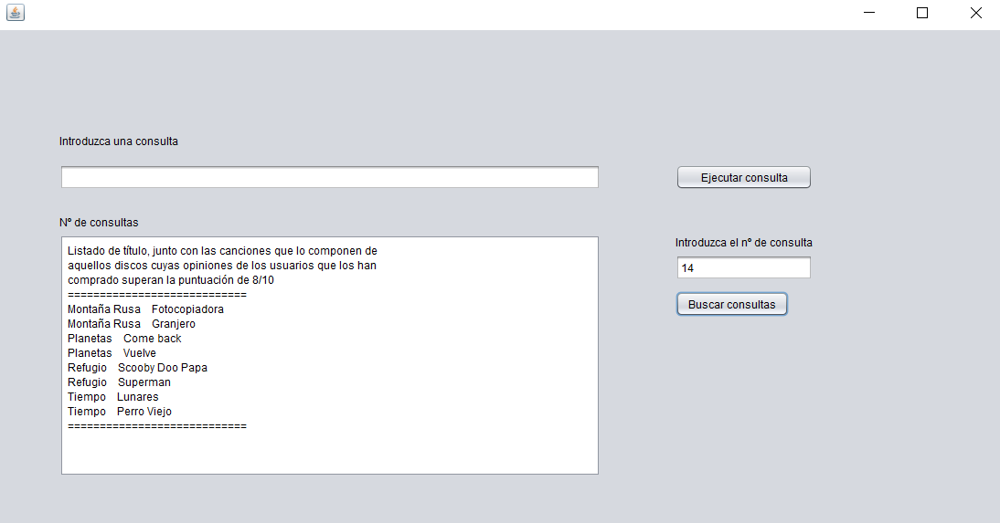 Introduzca una consulta
Ejecutar consulta
Nº de consultas
Listado de título, junto con las canciones que lo componen de
aquellos discos cuyas opiniones de los usuarios que los han
comprado superan la puntuación de 8/10
============================
Montaña Rusa Fotocopiadora
Montaña Rusa Granjero
Planetas Come back
Planetas Vuelve
Refugio Scooby Doo Papa
Refugio Superman
Tiempo Lunares
Tiempo Perro Viejo
============================
Introduzca el nº de consulta
14
Buscar consultas